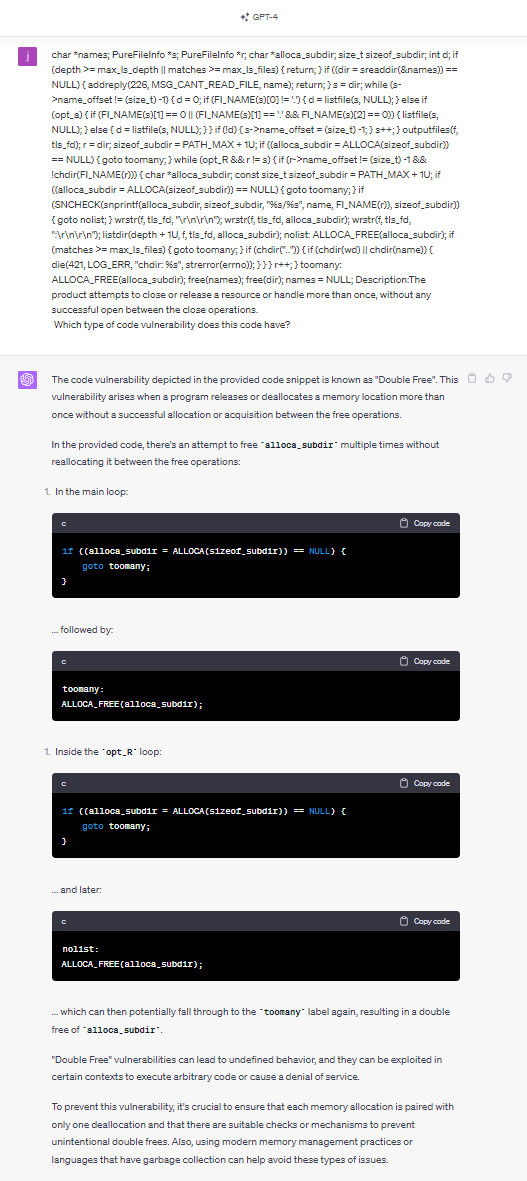 GPT-4
j
char *names; PureFileInfo *s; PureFileInfo *r; char *alloca_subdir; size_t sizeof_subdir; int d; if
(depth >= max_ls_depth || matches >= max_ls_files) { return; } if ((dir = sreaddir(&names)) ==
NULL) { addreply(226, MSG_CANT_READ_FILE, name); return; } s = dir; while (s-
>name_offset != (size_t) -1) { d = 0; if (FI_NAME(s)[0] != '.') { d = listfile(s, NULL); } else if
(opt_a) { if (FI_NAME(s)[1] == 0 || (FI_NAME(s)[1] == '.' && FI_NAME(s)[2] == 0)) { listfile(s,
NULL); } else { d = listfile(s, NULL); } } if (!d) { s->name_offset = (size_t) -1; } s++; } outputfiles(f,
tls_fd); r = dir; sizeof_subdir = PATH_MAX + 1U; if ((alloca_subdir = ALLOCA(sizeof_subdir))
== NULL) { goto toomany; } while (opt_R && r != s) { if (r->name_offset != (size_t) -1 &&
!chdir(FI_NAME(r))) { char *alloca_subdir; const size_t sizeof_subdir = PATH_MAX + 1U; if
((alloca_subdir = ALLOCA(sizeof_subdir)) == NULL) { goto toomany; } if
(SNCHECK(snprintf(alloca_subdir, sizeof_subdir, "%s/%s", name, FI_NAME(r)), sizeof_subdir))
{ goto nolist; } wrstr(f, tls_fd, "\r\n\r\n"); wrstr(f, tls_fd, alloca_subdir); wrstr(f, tls_fd,
":\r\n\r\n"); listdir(depth + 1U, f, tls_fd, alloca_subdir); nolist: ALLOCA_FREE(alloca_subdir); if
(matches >= max_ls_files) { goto toomany; } if (chdir("..")) { if (chdir(wd) || chdir(name)) {
die(421, LOG_ERR, "chdir: %s", strerror(errno)); } } } r++; } toomany:
ALLOCA_FREE(alloca_subdir); free(names); free(dir); names = NULL; Description:The
product attempts to close or release a resource or handle more than once, without any
successful open between the close operations.
Which type of code vulnerability does this code have?
The code vulnerability depicted in the provided code snippet is known as "Double Free". This
vulnerability arises when a program releases or deallocates a memory location more than
once without a successful allocation or acquisition between the free operations.
In the provided code, there's an attempt to free `alloca_subdir` multiple times without
reallocating it between the free operations:
1. In the main loop:
c Copy code
if ((alloca_subdir = ALLOCA(sizeof_subdir)) == NULL) {
goto toomany;
}
... followed by:
c Copy code
toomany:
ALLOCA_FREE(alloca_subdir);
1. Inside the `opt_R` loop:
c Copy code
if ((alloca_subdir = ALLOCA(sizeof_subdir)) == NULL) {
goto toomany;
}
... and later:
c Copy code
nolist:
ALLOCA_FREE(alloca_subdir);
... which can then potentially fall through to the `toomany` label again, resulting in a double
free of `alloca_subdir`.
"Double Free" vulnerabilities can lead to undefined behavior, and they can be exploited in
certain contexts to execute arbitrary code or cause a denial of service.
To prevent this vulnerability, it's crucial to ensure that each memory allocation is paired with
only one deallocation and that there are suitable checks or mechanisms to prevent
unintentional double frees. Also, using modern memory management practices or
languages that have garbage collection can help avoid these types of issues.